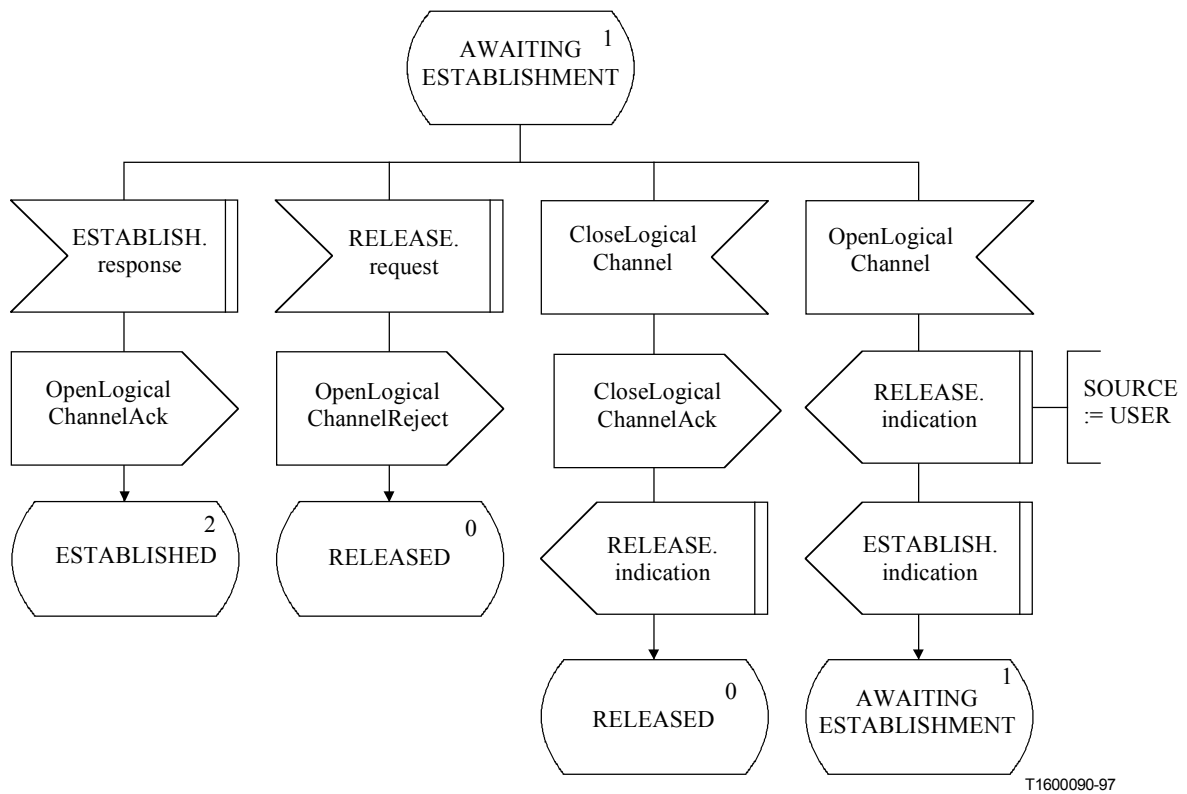 AWAITING
ESTABLISHMENT
1
ESTABLISH.
response
RELEASE.
request
CloseLogical
Channel
OpenLogical
Channel
OpenLogical
ChannelAck
OpenLogical
ChannelReject
CloseLogical
ChannelAck
RELEASE.
indication
SOURCE
:= USER
2
ESTABLISHED
0
RELEASED
RELEASE.
indication
ESTABLISH.
indication
0
RELEASED
1
AWAITING
ESTABLISHMENT
T1600090-97